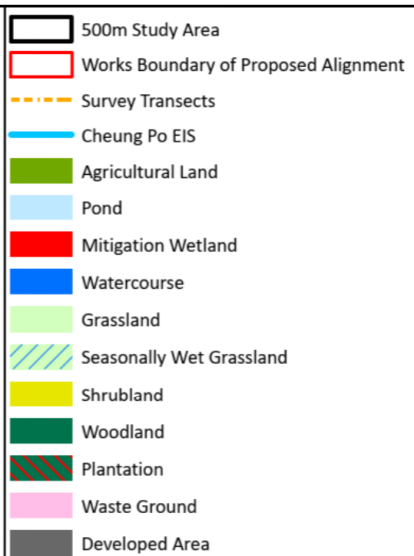 500m Study Area
Works Boundary of Proposed Alignment
Survey Transects
Cheung Po EIS
Agricultural Land
Pond
Mitigation Wetland
Watercourse
Grassland
Seasonally Wet Grassland
Shrubland
Woodland
Plantation
Waste Ground
Developed Area